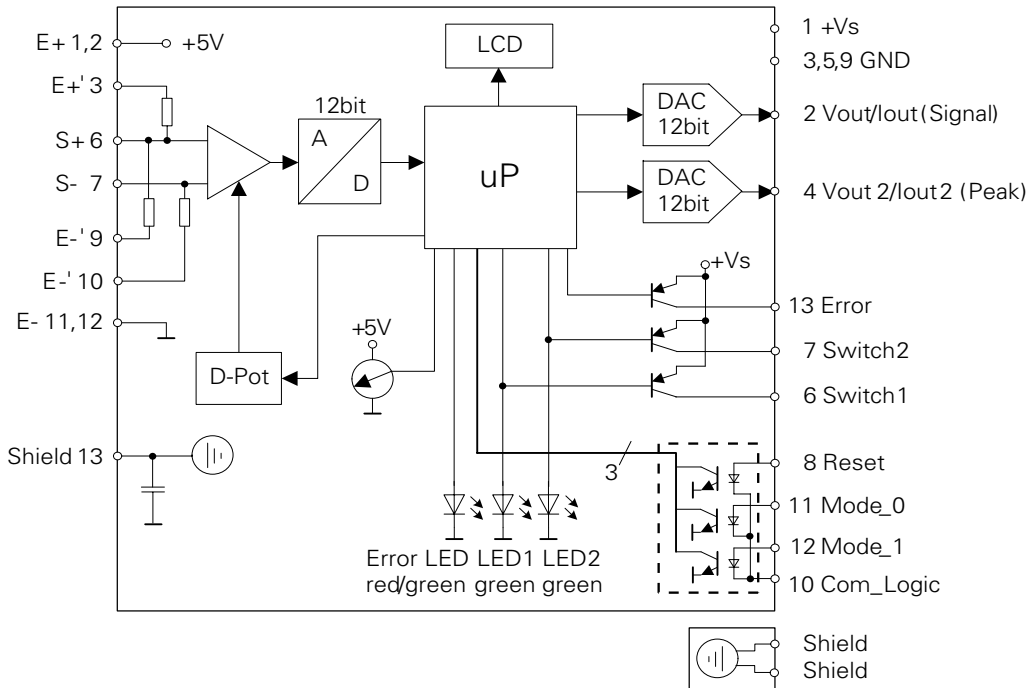 E+ 1,2
+5V
E+' 3
S+ 6
S- 7
E-' 9
E-' 10
E- 11,12
Shield 13
12bit
A
D
LCD
uP
DAC
12bit
DAC
12bit
1 +Vs
3,5,9 GND
2 Vout/Iout (Signal)
4 Vout 2/Iout2 (Peak)
+Vs
13 Error
7 Switch2
6 Switch1
D-Pot
+5V
3
8 Reset
11 Mode_0
12 Mode_1
10 Com_Logic
Error LED LED1 LED2
red/green green green
Shield
Shield